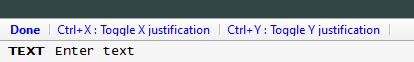 Done Ctrl+X : Toggle X justification Ctrl+Y : Toggle Y justification
TEXT Enter text